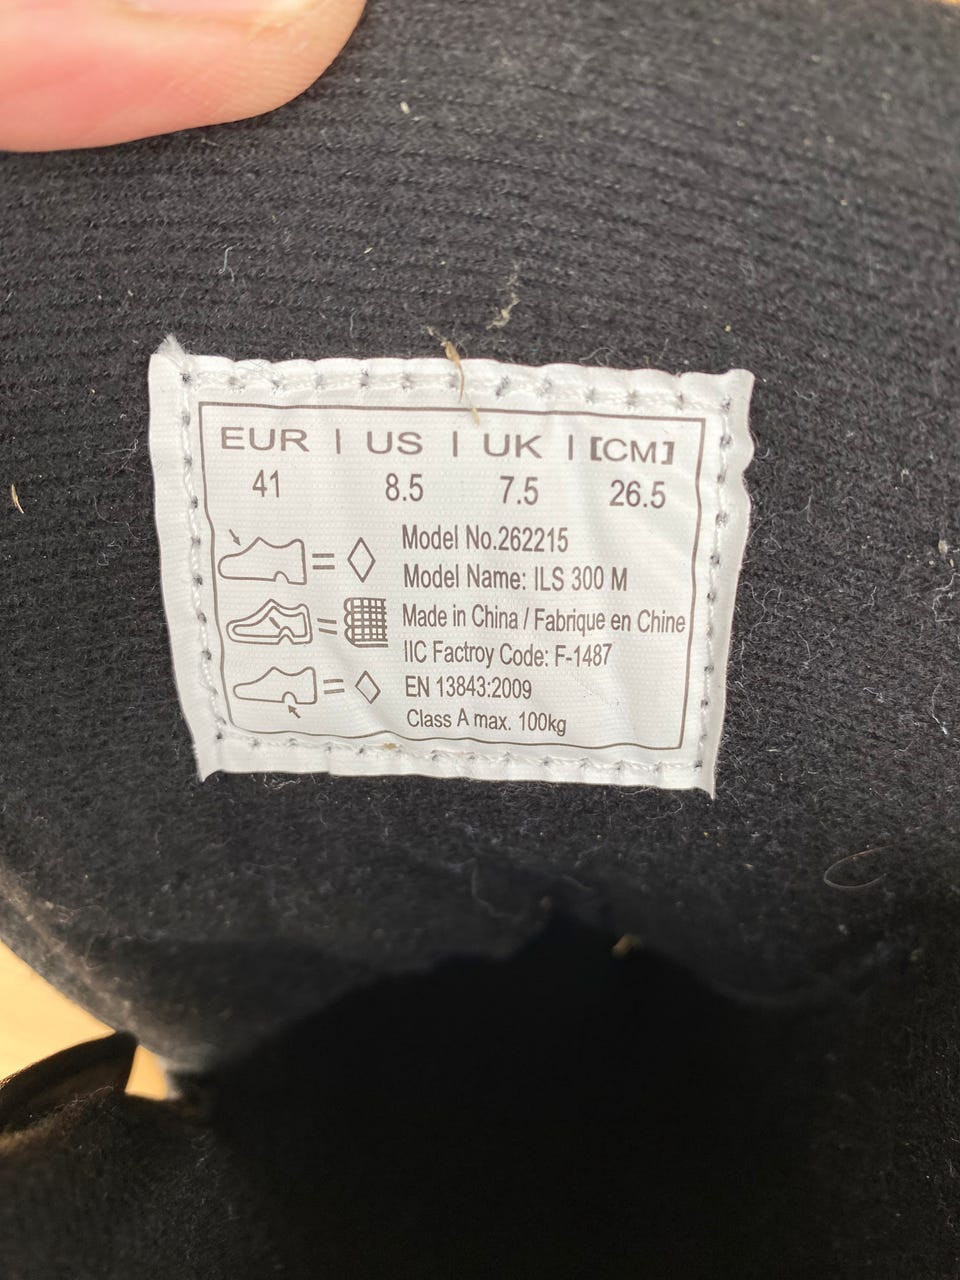 EUR | US | UK | [CM]
41 8.5 7.5 26.5
Model No.262215
Model Name: ILS 300 M
Made in China / Fabrique en Chine
IIC Factroy Code: F-1487
EN 13843:2009
Class A max. 100kg